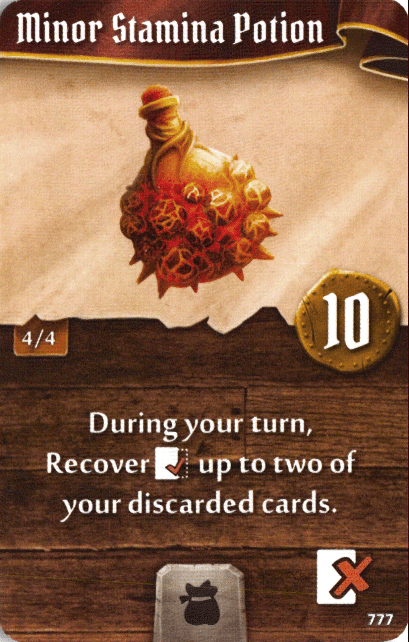 Minor Stamina Potion
10
4/4
During your turn,
Recover up to two of
your discarded cards.
777